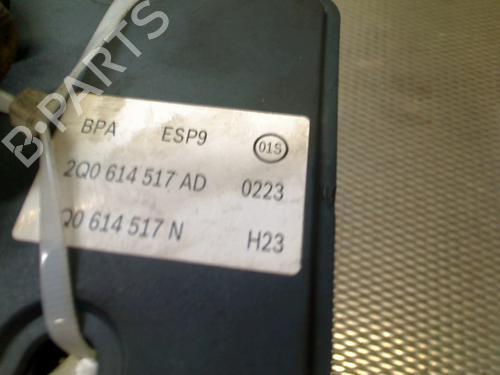 B-PARTS
BPA ESP9 01S
2Q0 614 517 AD 0223
Q0 614 517 N H23